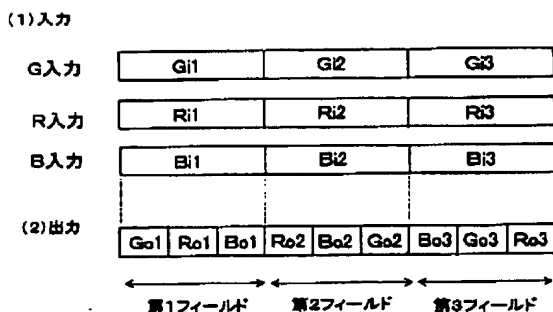 (1)入力
G入力 Gi1 Gi2 Gi3
R入力 Ri1 Ri2 Ri3
B入力 Bi1 Bi2 Bi3
(2)出力 Go1 Ro1 Bo1 Ro2 Bo2 Go2 Bo3 Go3 Ro3
第1フィールド 第2フィールド 第3フィールド